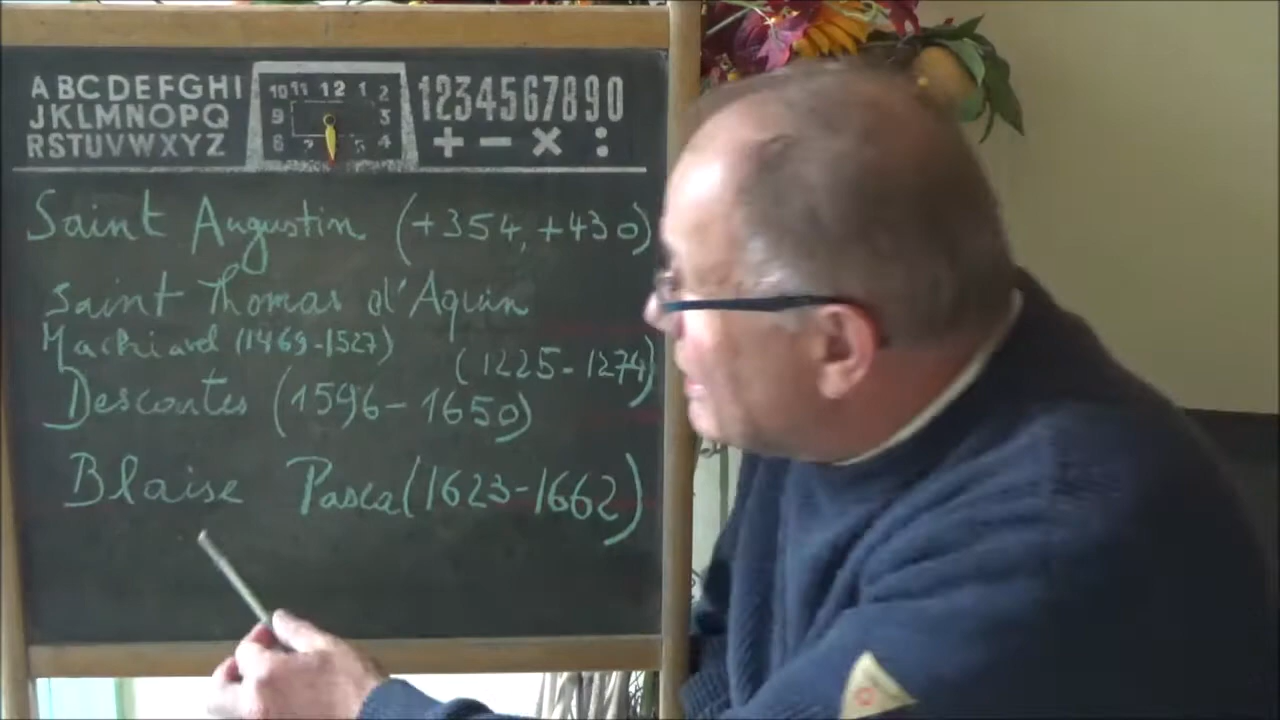 ABCDEFGHI
JKLMNOPQ
RSTUVWXYZ
10 11 12 1 2
9 3
8 7 5 4
1234567890
+ - × :
Saint Augustin (+354, +430)
Saint Thomas d'Aquin
(1225-1274)
Machiavel (1469-1527)
Descartes (1596-1650)
Blaise Pascal (1623-1662)